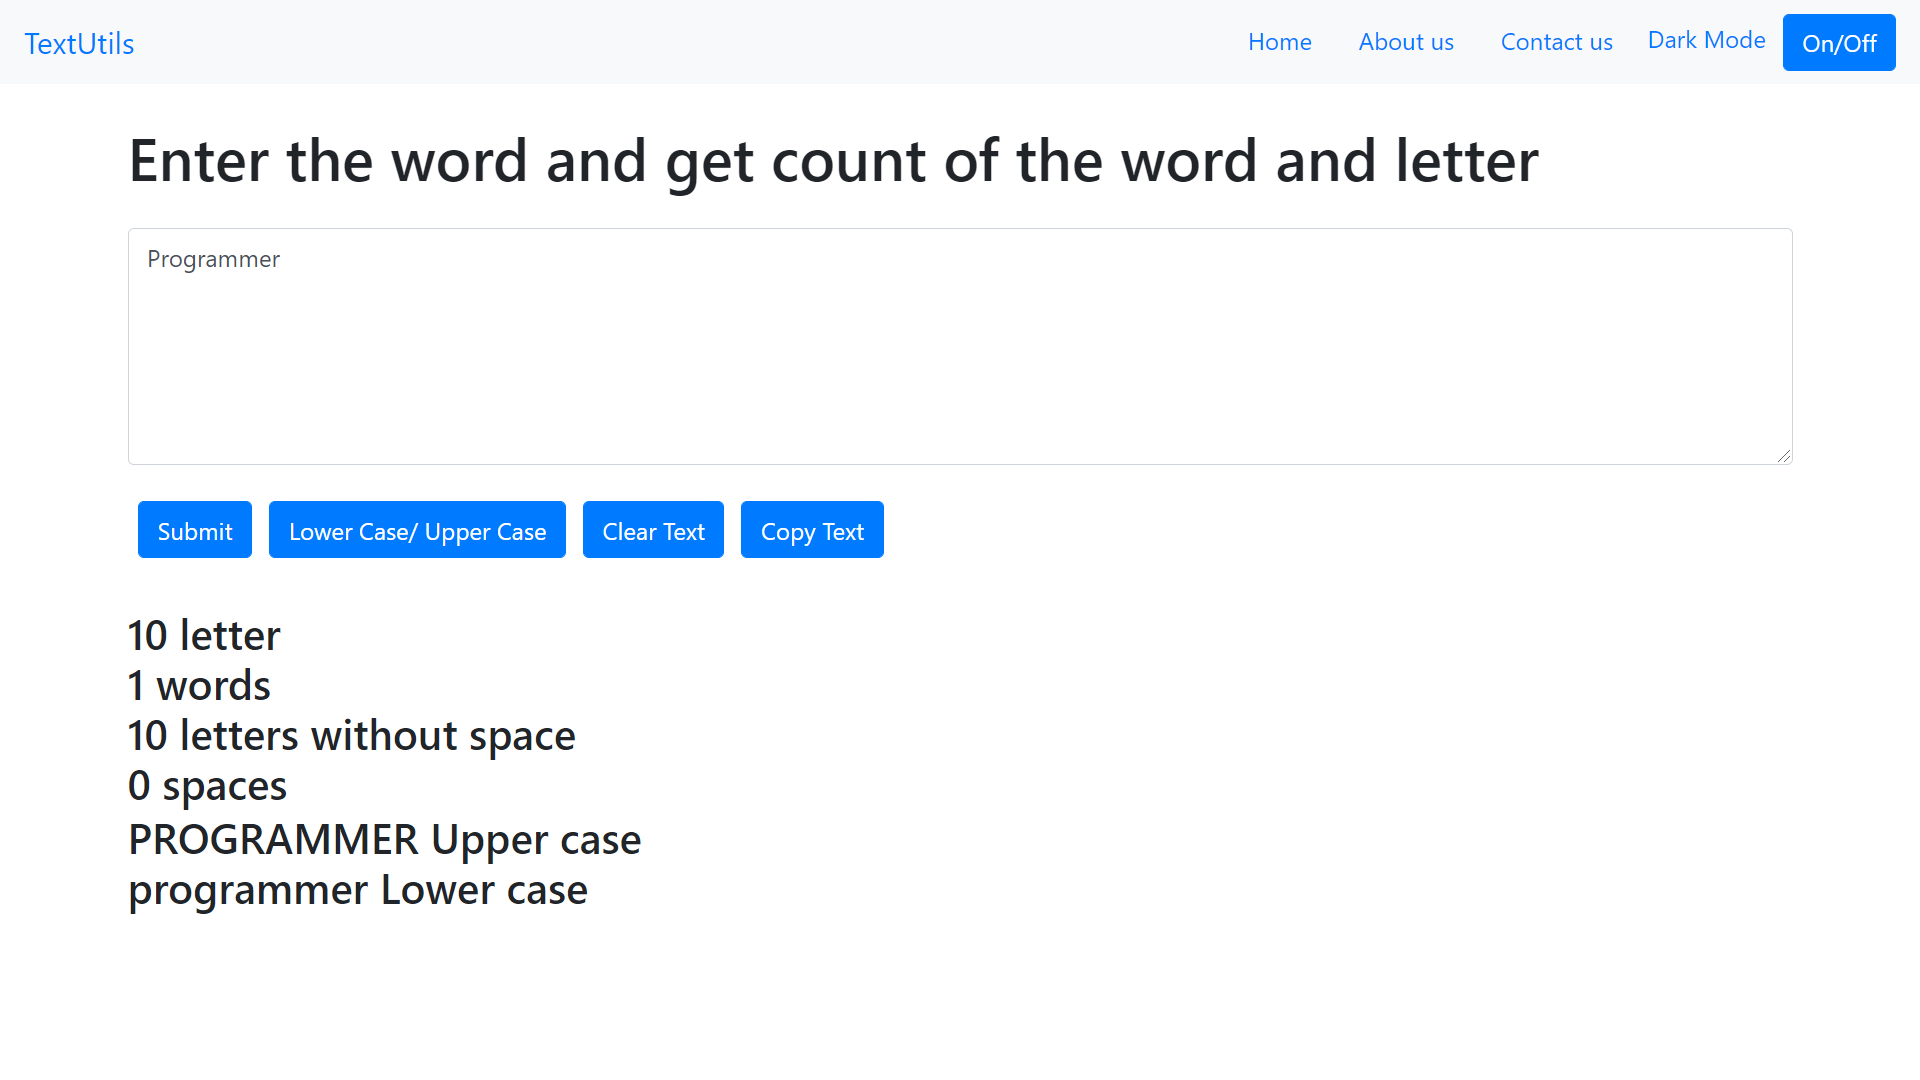 TextUtils
Home About us Contact us Dark Mode On/Off
Enter the word and get count of the word and letter
Programmer
Submit Lower Case/ Upper Case Clear Text Copy Text
10 letter
1 words
10 letters without space
0 spaces
PROGRAMMER Upper case
programmer Lower case